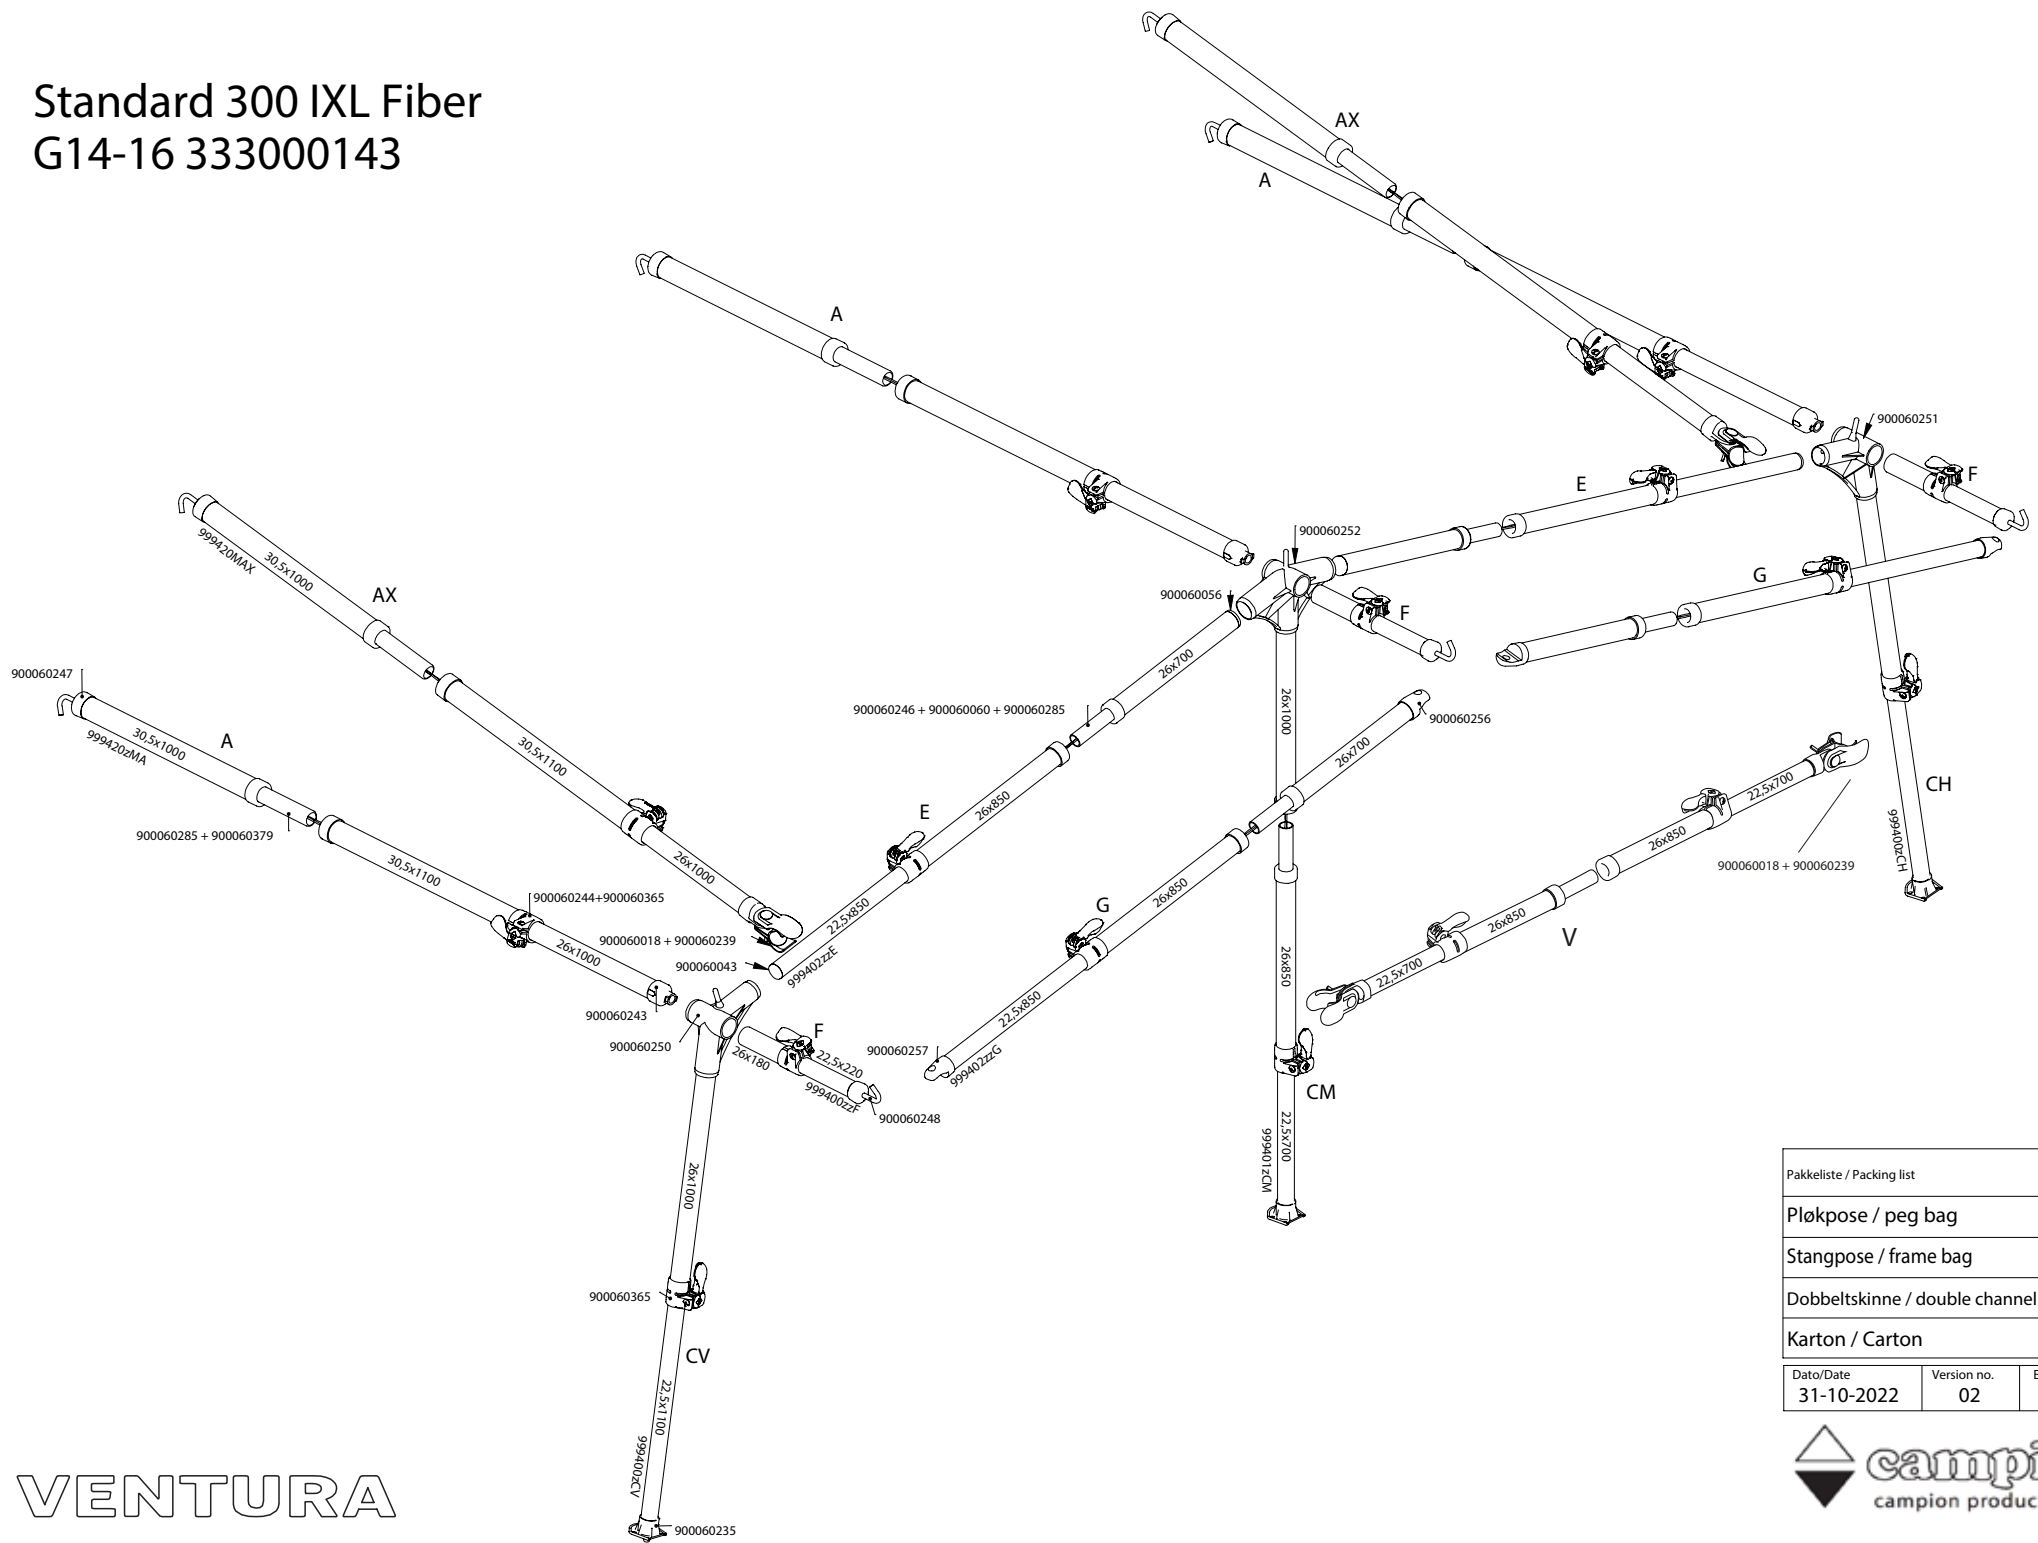 Standard 300 IXL Fiber
G14-16 333000143
AX
A
A
900060251
E
F
900060252
G
900060056
F
30,5x1000
999420MAX
AX
26x700
900060247
900060246 + 900060060 + 900060285
26x1000
900060256
26x700
30,5x1000
999420zMA
A
30,5x1100
22,5x700
CH
E
26x850
26x850
999400zCH
900060285 + 900060379
30,5x1100
26x1000
900060018 + 900060239
900060244+900060365
22,5x850
G
26x850
26x850
V
900060018 + 900060239
26x1000
900060043
999402zzE
26x850
22,5x700
900060243
22,5x850
900060250
F
26x180
22,5x220
999400zzF
900060257
999402zzG
900060248
CM
22,5x700
999401zCM
26x1000
Pakkeliste / Packing list
Pløkpose / peg bag
Stangpose / frame bag
Dobbeltskinne / double channel
Karton / Carton
900060365
CV
22,5x1100
999400zCV
Dato/Date
Version no.
31-10-2022
02
VENTURA
900060235
campi
campion produc